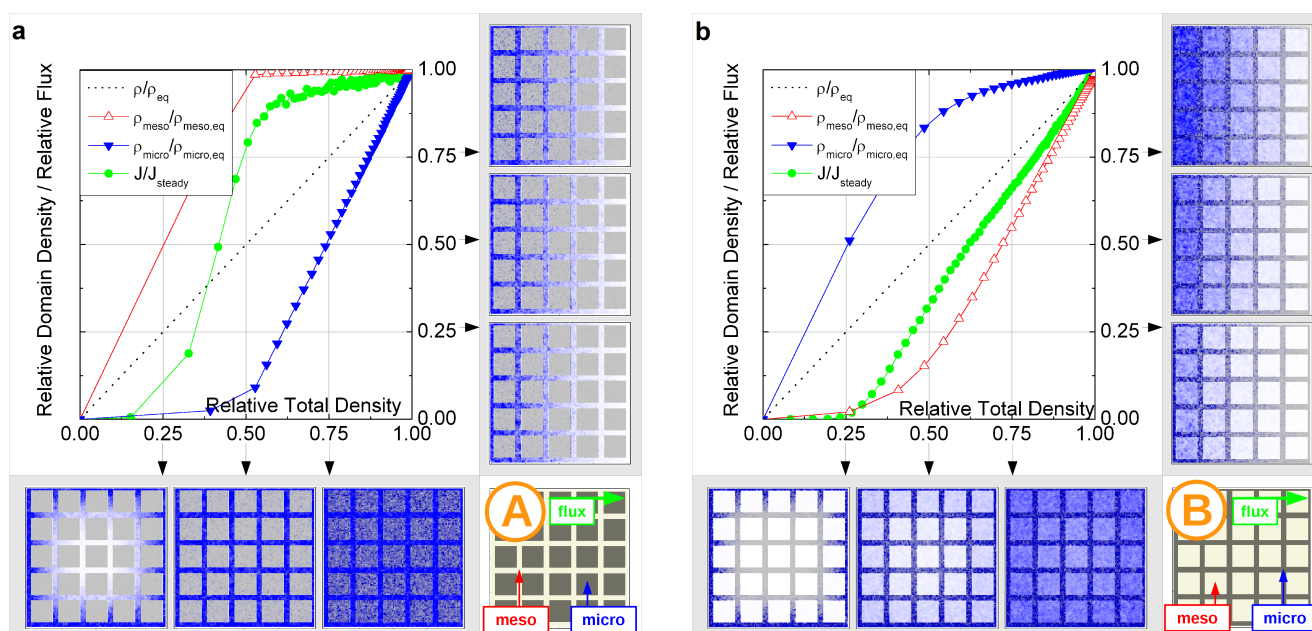 a
Relative Domain Density / Relative Flux
ρ/ρeq
ρmeso/ρmeso,eq
ρmicro/ρmicro,eq
J/Jsteady
1.00
0.75
0.50
0.25
0.00
Relative Total Density
0.00 0.25 0.50 0.75 1.00
A
flux
meso
micro
b
Relative Domain Density / Relative Flux
ρ/ρeq
ρmeso/ρmeso,eq
ρmicro/ρmicro,eq
J/Jsteady
1.00
0.75
0.50
0.25
0.00
Relative Total Density
0.00 0.25 0.50 0.75 1.00
B
flux
meso
micro